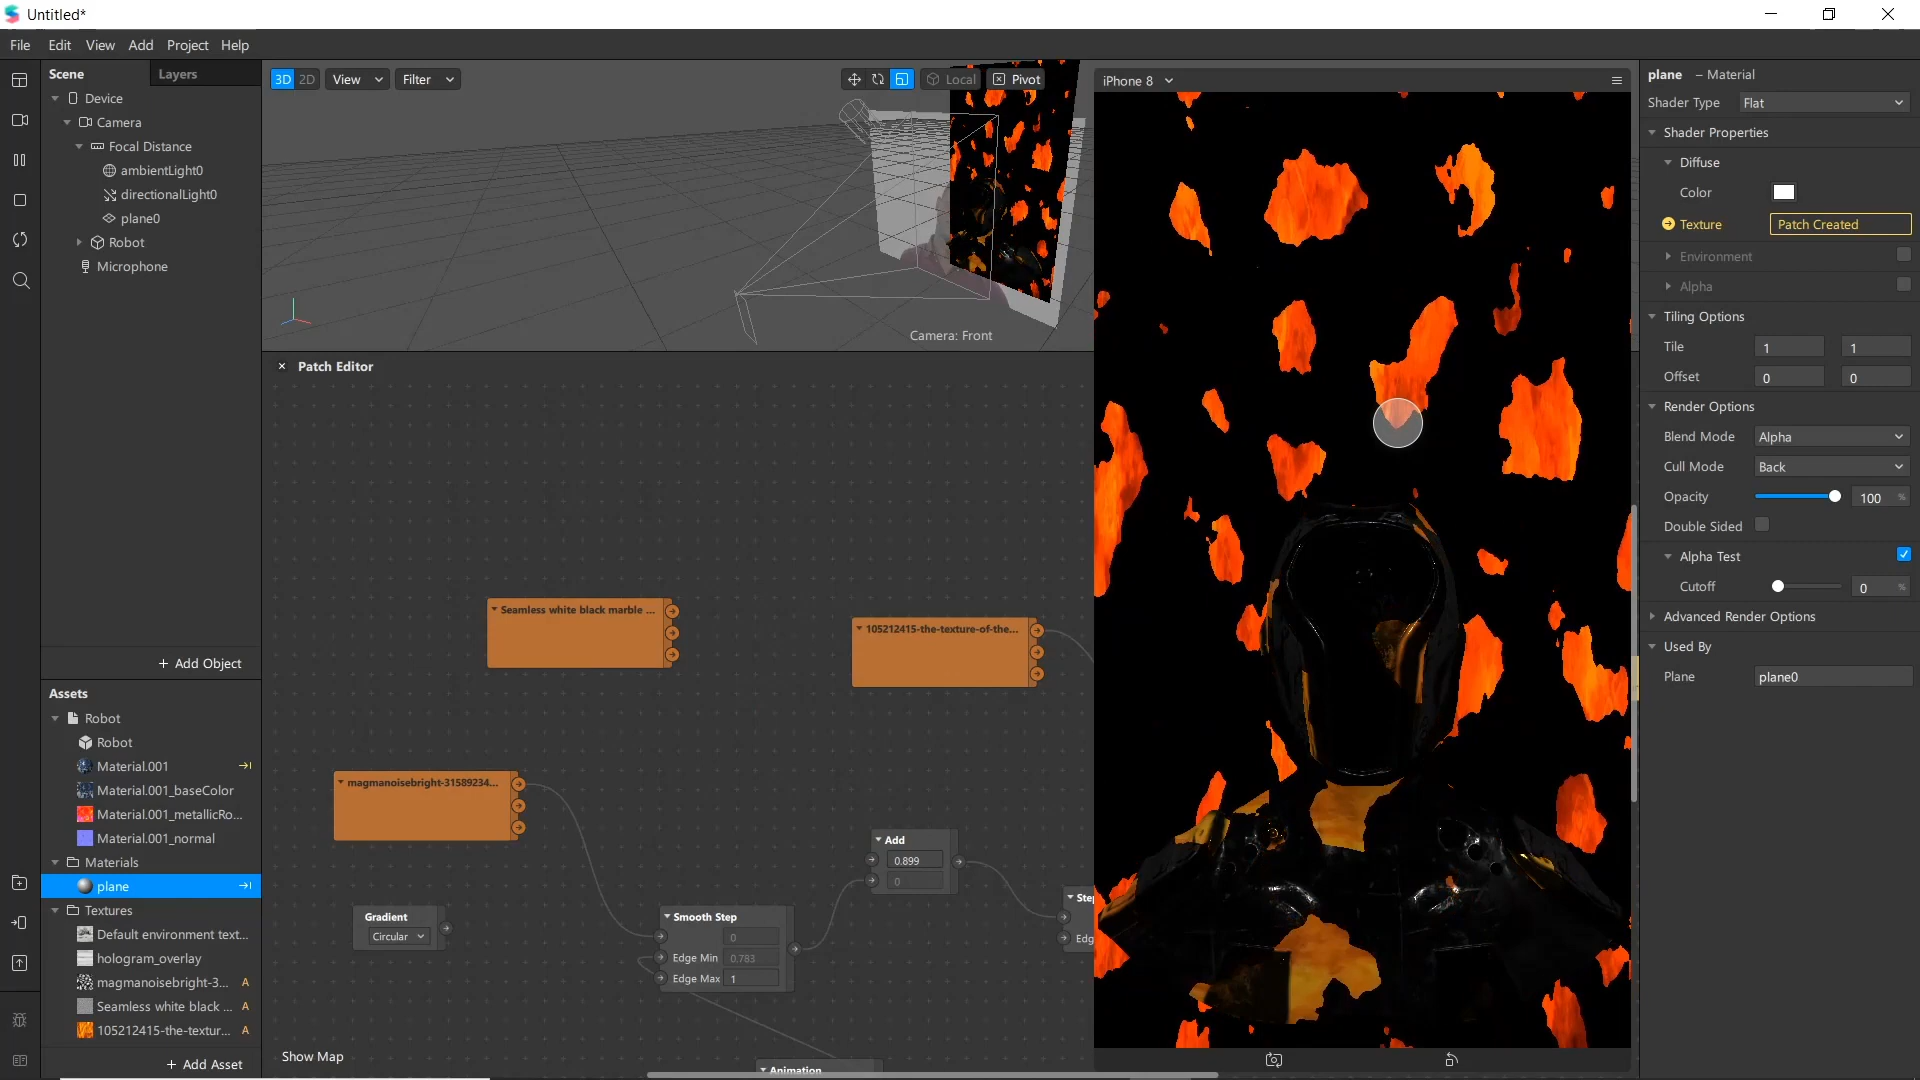 Untitled*
File Edit View Add Project Help
Scene Layers
Device
Camera
Focal Distance
ambientLight0
directionalLight0
plane0
Robot
Microphone
+ Add Object
Assets
Robot
Robot
Material.001
Material.001_baseColor
Material.001_metallicRo...
Material.001_normal
Materials
plane
Textures
Default environment text...
hologram_overlay
magmanoisebright-3... A
Seamless white black ... A
105212415-the-textur... A
+ Add Asset
3D 2D View Filter
Local Pivot
Camera: Front
Patch Editor
Seamless white black marble ...
105212415-the-texture-of-the...
magmanoisebright-31589234...
Gradient
Circular
Smooth Step
0
Edge Min 0.783
Edge Max 1
Add
0.899
0
Step
Edg
Animation
Show Map
iPhone 8
plane – Material
Shader Type Flat
Shader Properties
Diffuse
Color
Texture Patch Created
Environment
Alpha
Tiling Options
Tile 1 1
Offset 0 0
Render Options
Blend Mode Alpha
Cull Mode Back
Opacity 100 %
Double Sided
Alpha Test
Cutoff 0 %
Advanced Render Options
Used By
Plane plane0